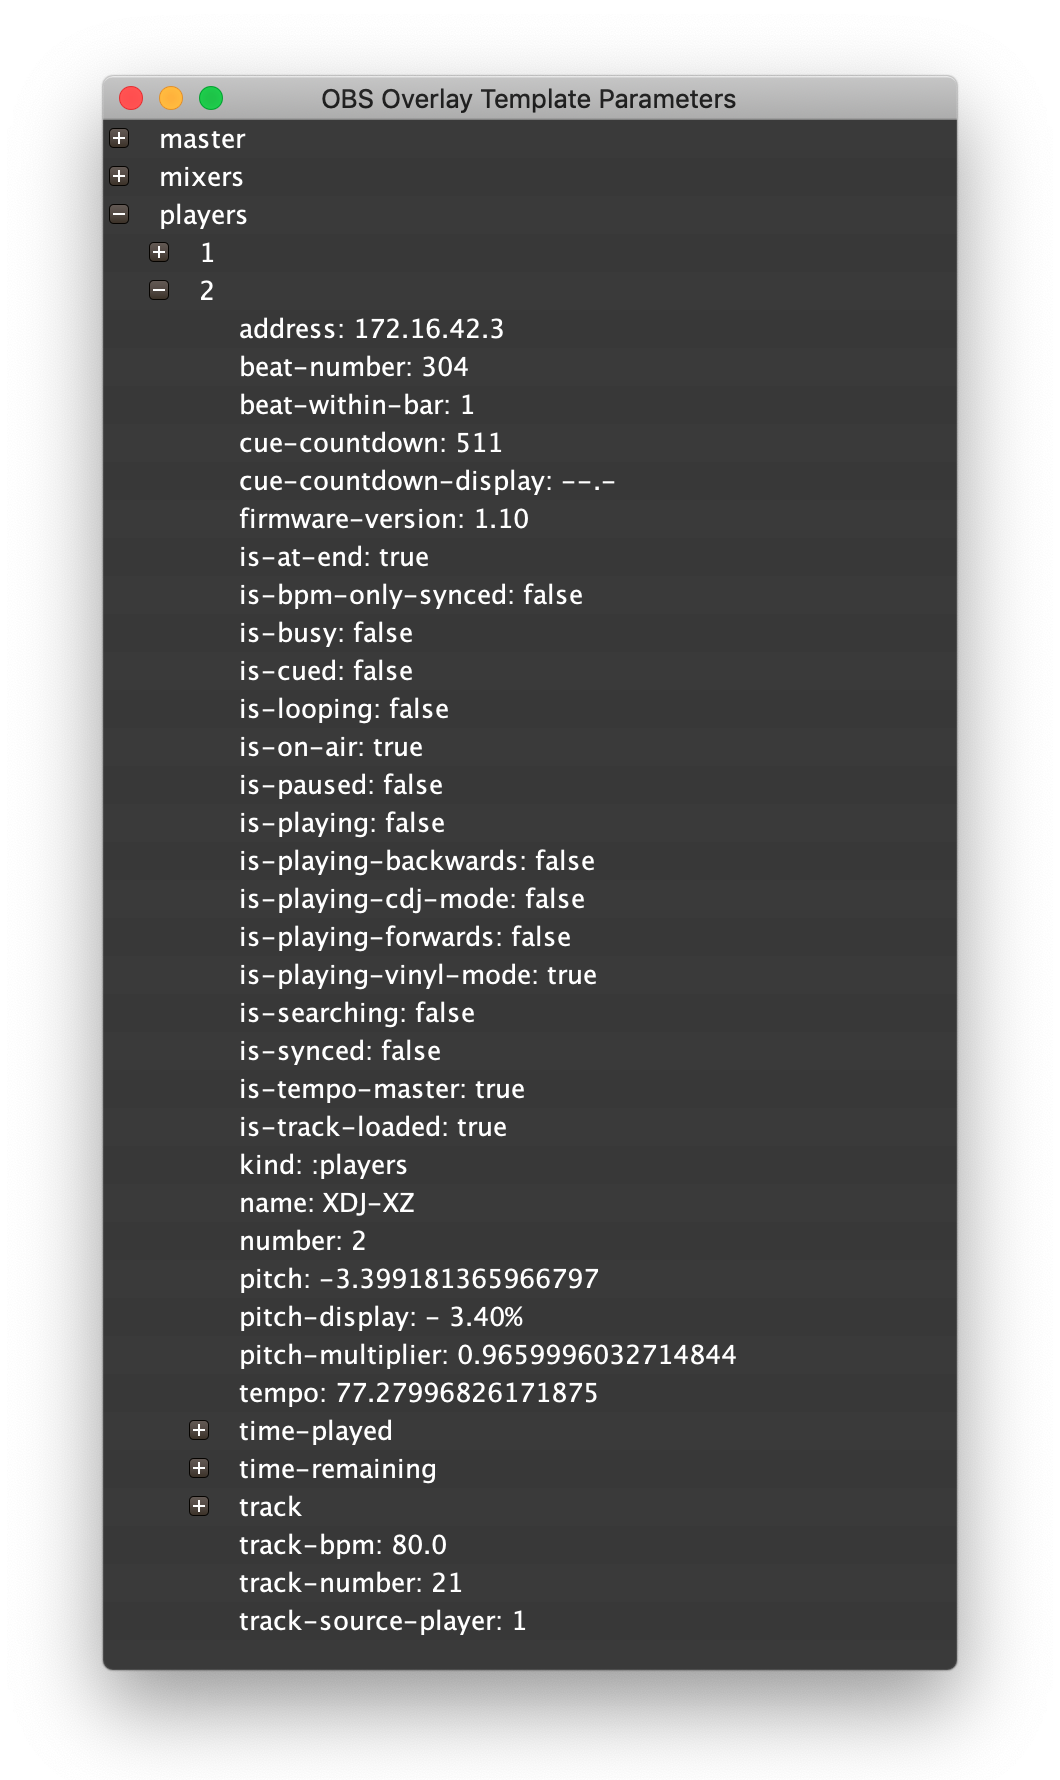 OBS Overlay Template Parameters
master
mixers
players
1
2
address: 172.16.42.3
beat-number: 304
beat-within-bar: 1
cue-countdown: 511
cue-countdown-display: --.-
firmware-version: 1.10
is-at-end: true
is-bpm-only-synced: false
is-busy: false
is-cued: false
is-looping: false
is-on-air: true
is-paused: false
is-playing: false
is-playing-backwards: false
is-playing-cdj-mode: false
is-playing-forwards: false
is-playing-vinyl-mode: true
is-searching: false
is-synced: false
is-tempo-master: true
is-track-loaded: true
kind: :players
name: XDJ-XZ
number: 2
pitch: -3.399181365966797
pitch-display: - 3.40%
pitch-multiplier: 0.9659996032714844
tempo: 77.27996826171875
time-played
time-remaining
track
track-bpm: 80.0
track-number: 21
track-source-player: 1